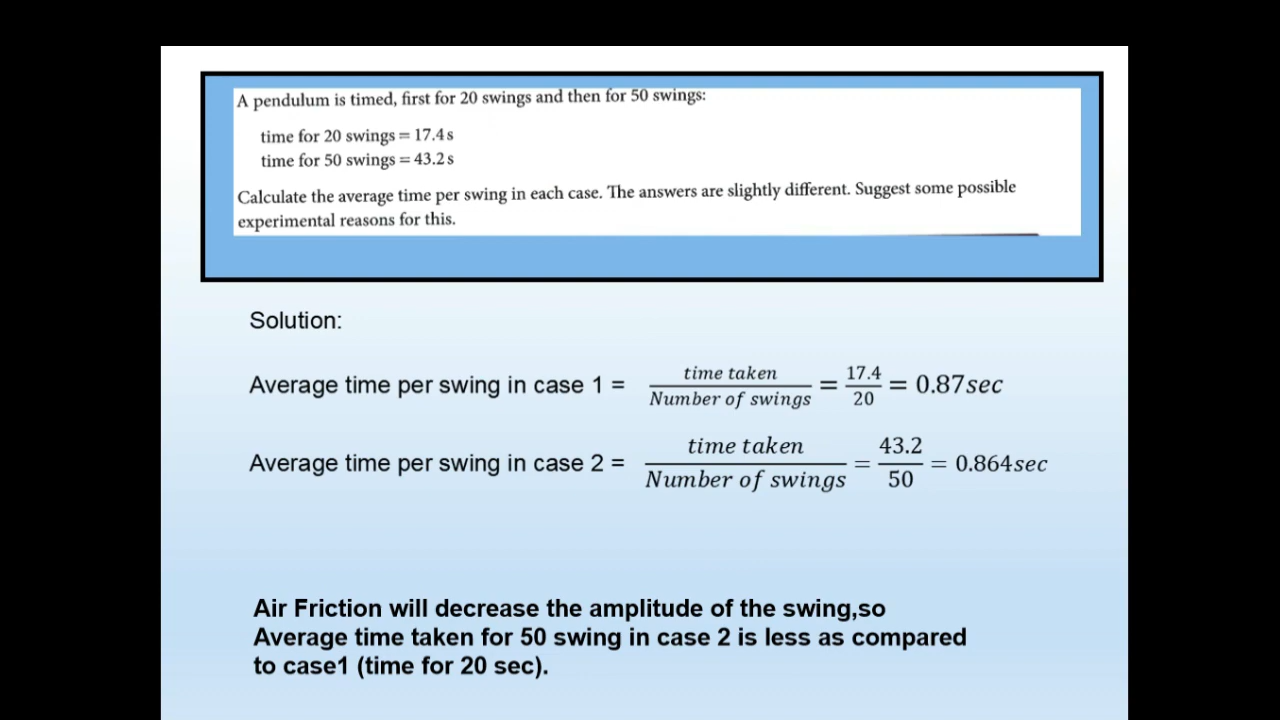 A pendulum is timed, first for 20 swings and then for 50 swings:
time for 20 swings = 17.4 s
time for 50 swings = 43.2 s
Calculate the average time per swing in each case. The answers are slightly different. Suggest some possible
experimental reasons for this.
Solution:
Average time per swing in case 1 = time taken / Number of swings = 17.4 / 20 = 0.87sec
Average time per swing in case 2 = time taken / Number of swings = 43.2 / 50 = 0.864sec
Air Friction will decrease the amplitude of the swing,so
Average time taken for 50 swing in case 2 is less as compared
to case1 (time for 20 sec).